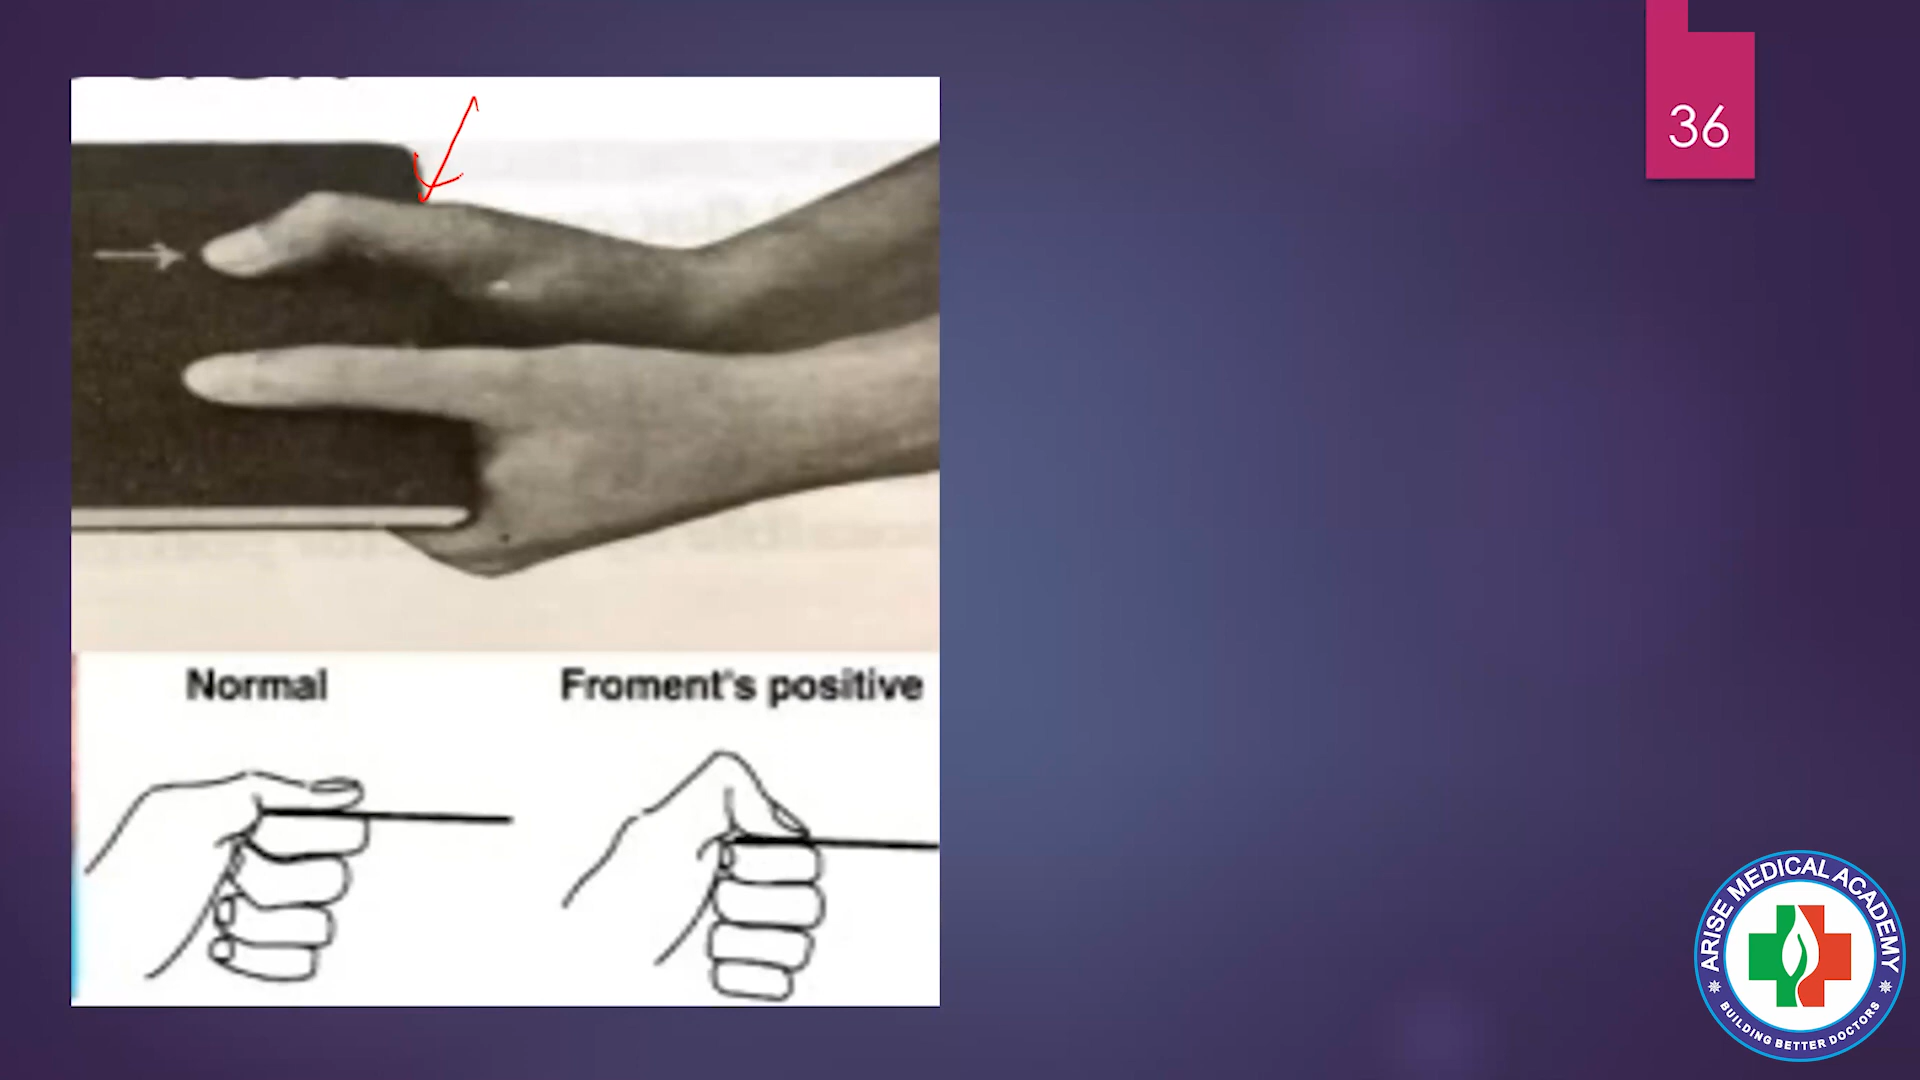 36
Normal
Froment's positive
ARISE MEDICAL ACADEMY
BUILDING BETTER DOCTORS